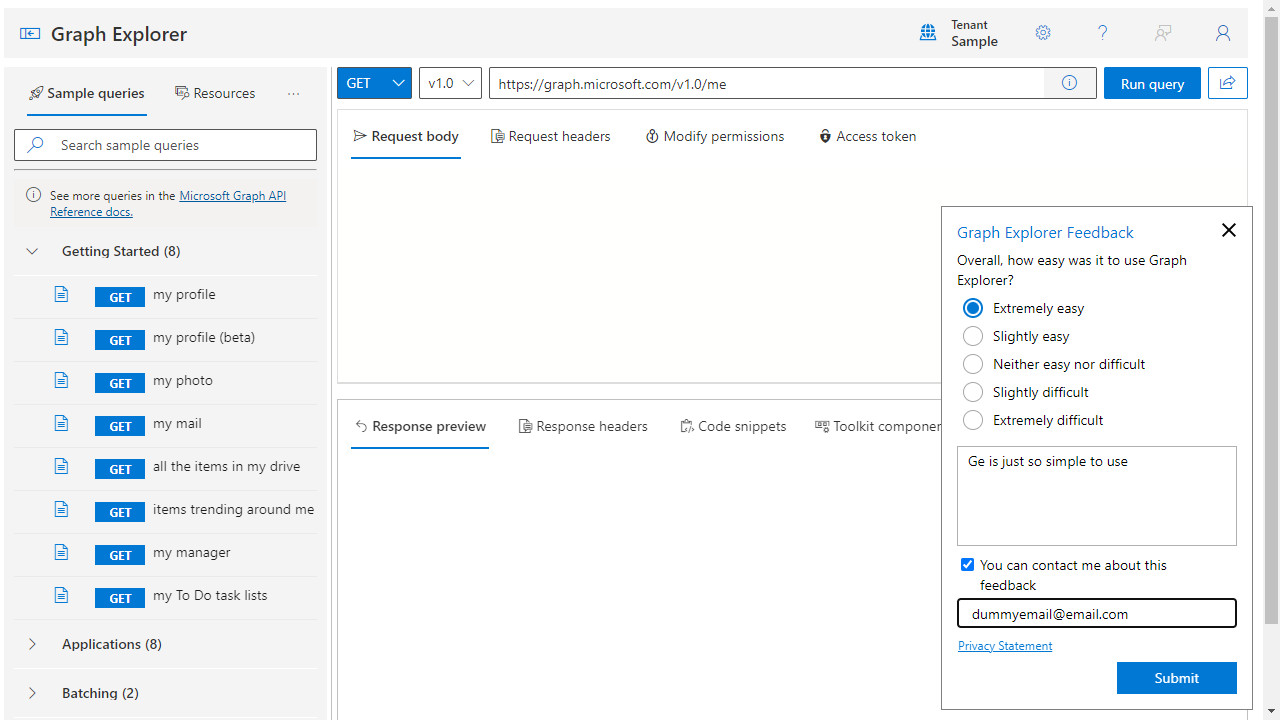 Graph Explorer
Tenant
Sample
Sample queries
Resources
GET
v1.0
https://graph.microsoft.com/v1.0/me
Run query
Search sample queries
See more queries in the Microsoft Graph API
Reference docs.
Getting Started (8)
GET my profile
GET my profile (beta)
GET my photo
GET my mail
GET all the items in my drive
GET items trending around me
GET my manager
GET my To Do task lists
Applications (8)
Batching (2)
Request body
Request headers
Modify permissions
Access token
Response preview
Response headers
Code snippets
Toolkit componen
Graph Explorer Feedback
Overall, how easy was it to use Graph
Explorer?
Extremely easy
Slightly easy
Neither easy nor difficult
Slightly difficult
Extremely difficult
Ge is just so simple to use
You can contact me about this
feedback
dummyemail@email.com
Privacy Statement
Submit